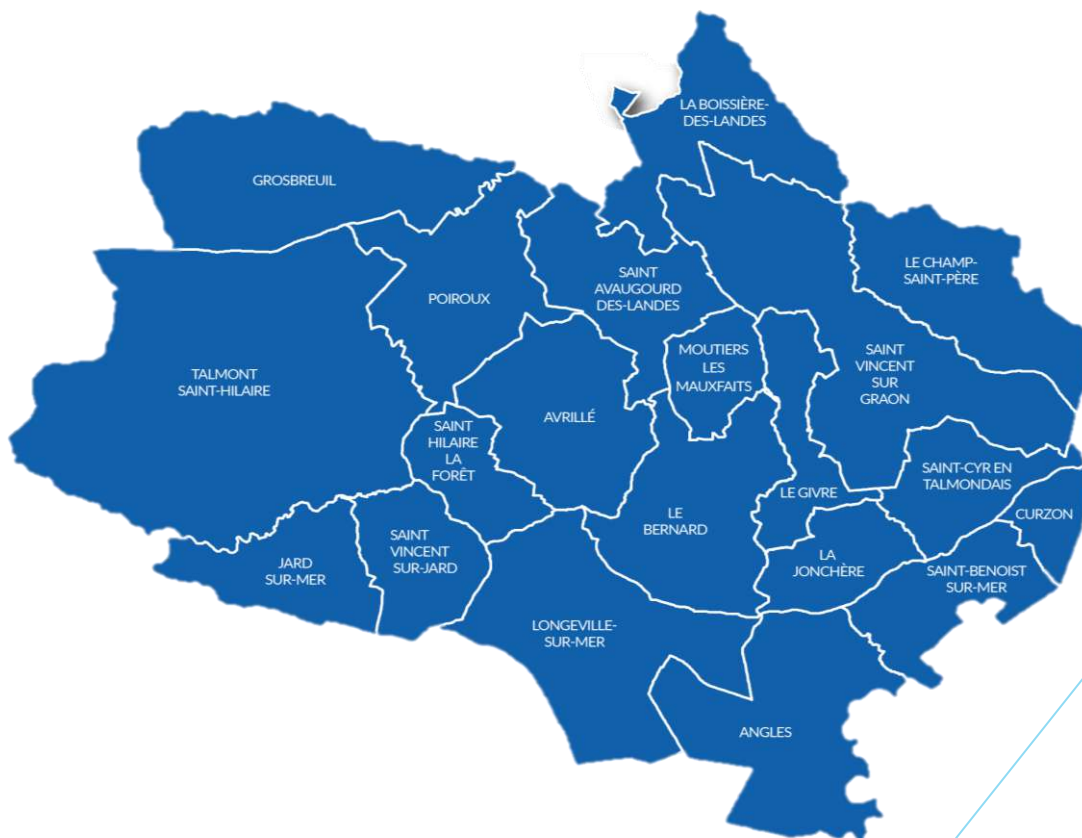 LA BOISSIÈRE-
DES-LANDES
GROSBREUIL
LE CHAMP-
SAINT-PÈRE
SAINT
AVAUGOURD
DES-LANDES
POIROUX
TALMONT
SAINT-HILAIRE
MOUTIERS
LES
MAUXFAITS
SAINT
VINCENT
SUR
GRAON
AVRILLÉ
SAINT
HILAIRE
LA
FORÊT
SAINT-CYR EN
TALMONDAIS
LE GIVRE
LE
BERNARD
CURZON
SAINT
VINCENT
SUR-JARD
JARD
SUR-MER
LA
JONCHÈRE
SAINT-BENOIST
SUR-MER
LONGEVILLE-
SUR-MER
ANGLES